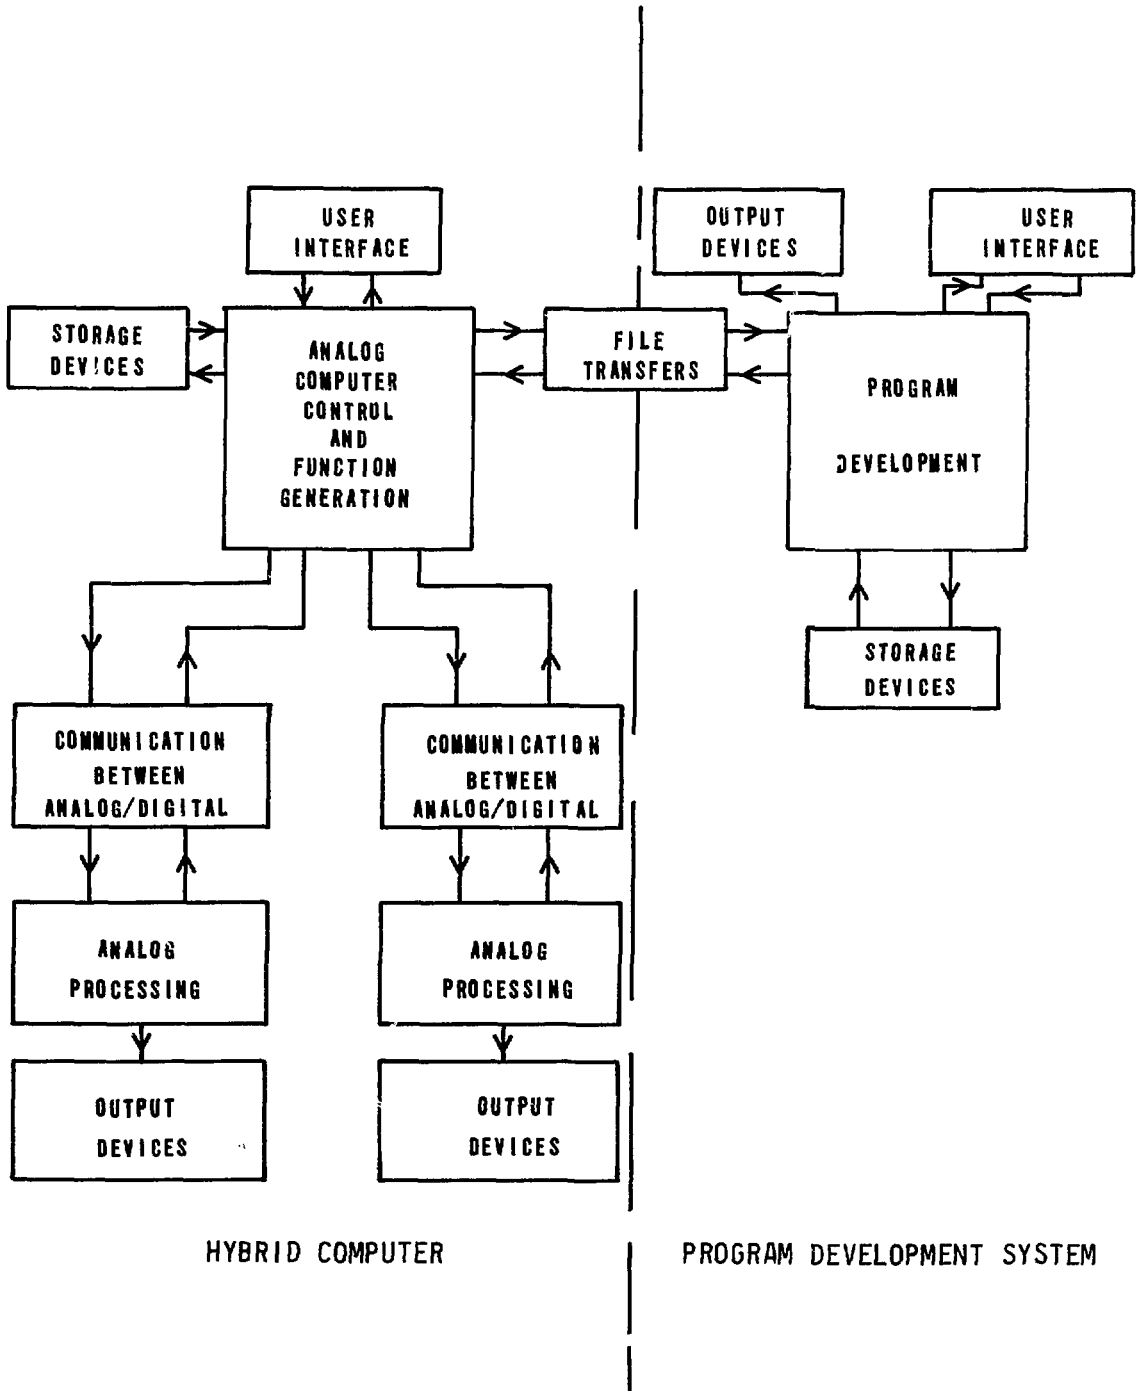 USER
INTERFACE
OUTPUT
DEVICES
USER
INTERFACE
STORAGE
DEVICES
ANALOG
COMPUTER
CONTROL
AND
FUNCTION
GENERATION
FILE
TRANSFERS
PROGRAM
DEVELOPMENT
STORAGE
DEVICES
COMMUNICATION
BETWEEN
ANALOG/DIGITAL
COMMUNICATION
BETWEEN
ANALOG/DIGITAL
ANALOG
PROCESSING
ANALOG
PROCESSING
OUTPUT
DEVICES
OUTPUT
DEVICES
HYBRID COMPUTER
PROGRAM DEVELOPMENT SYSTEM